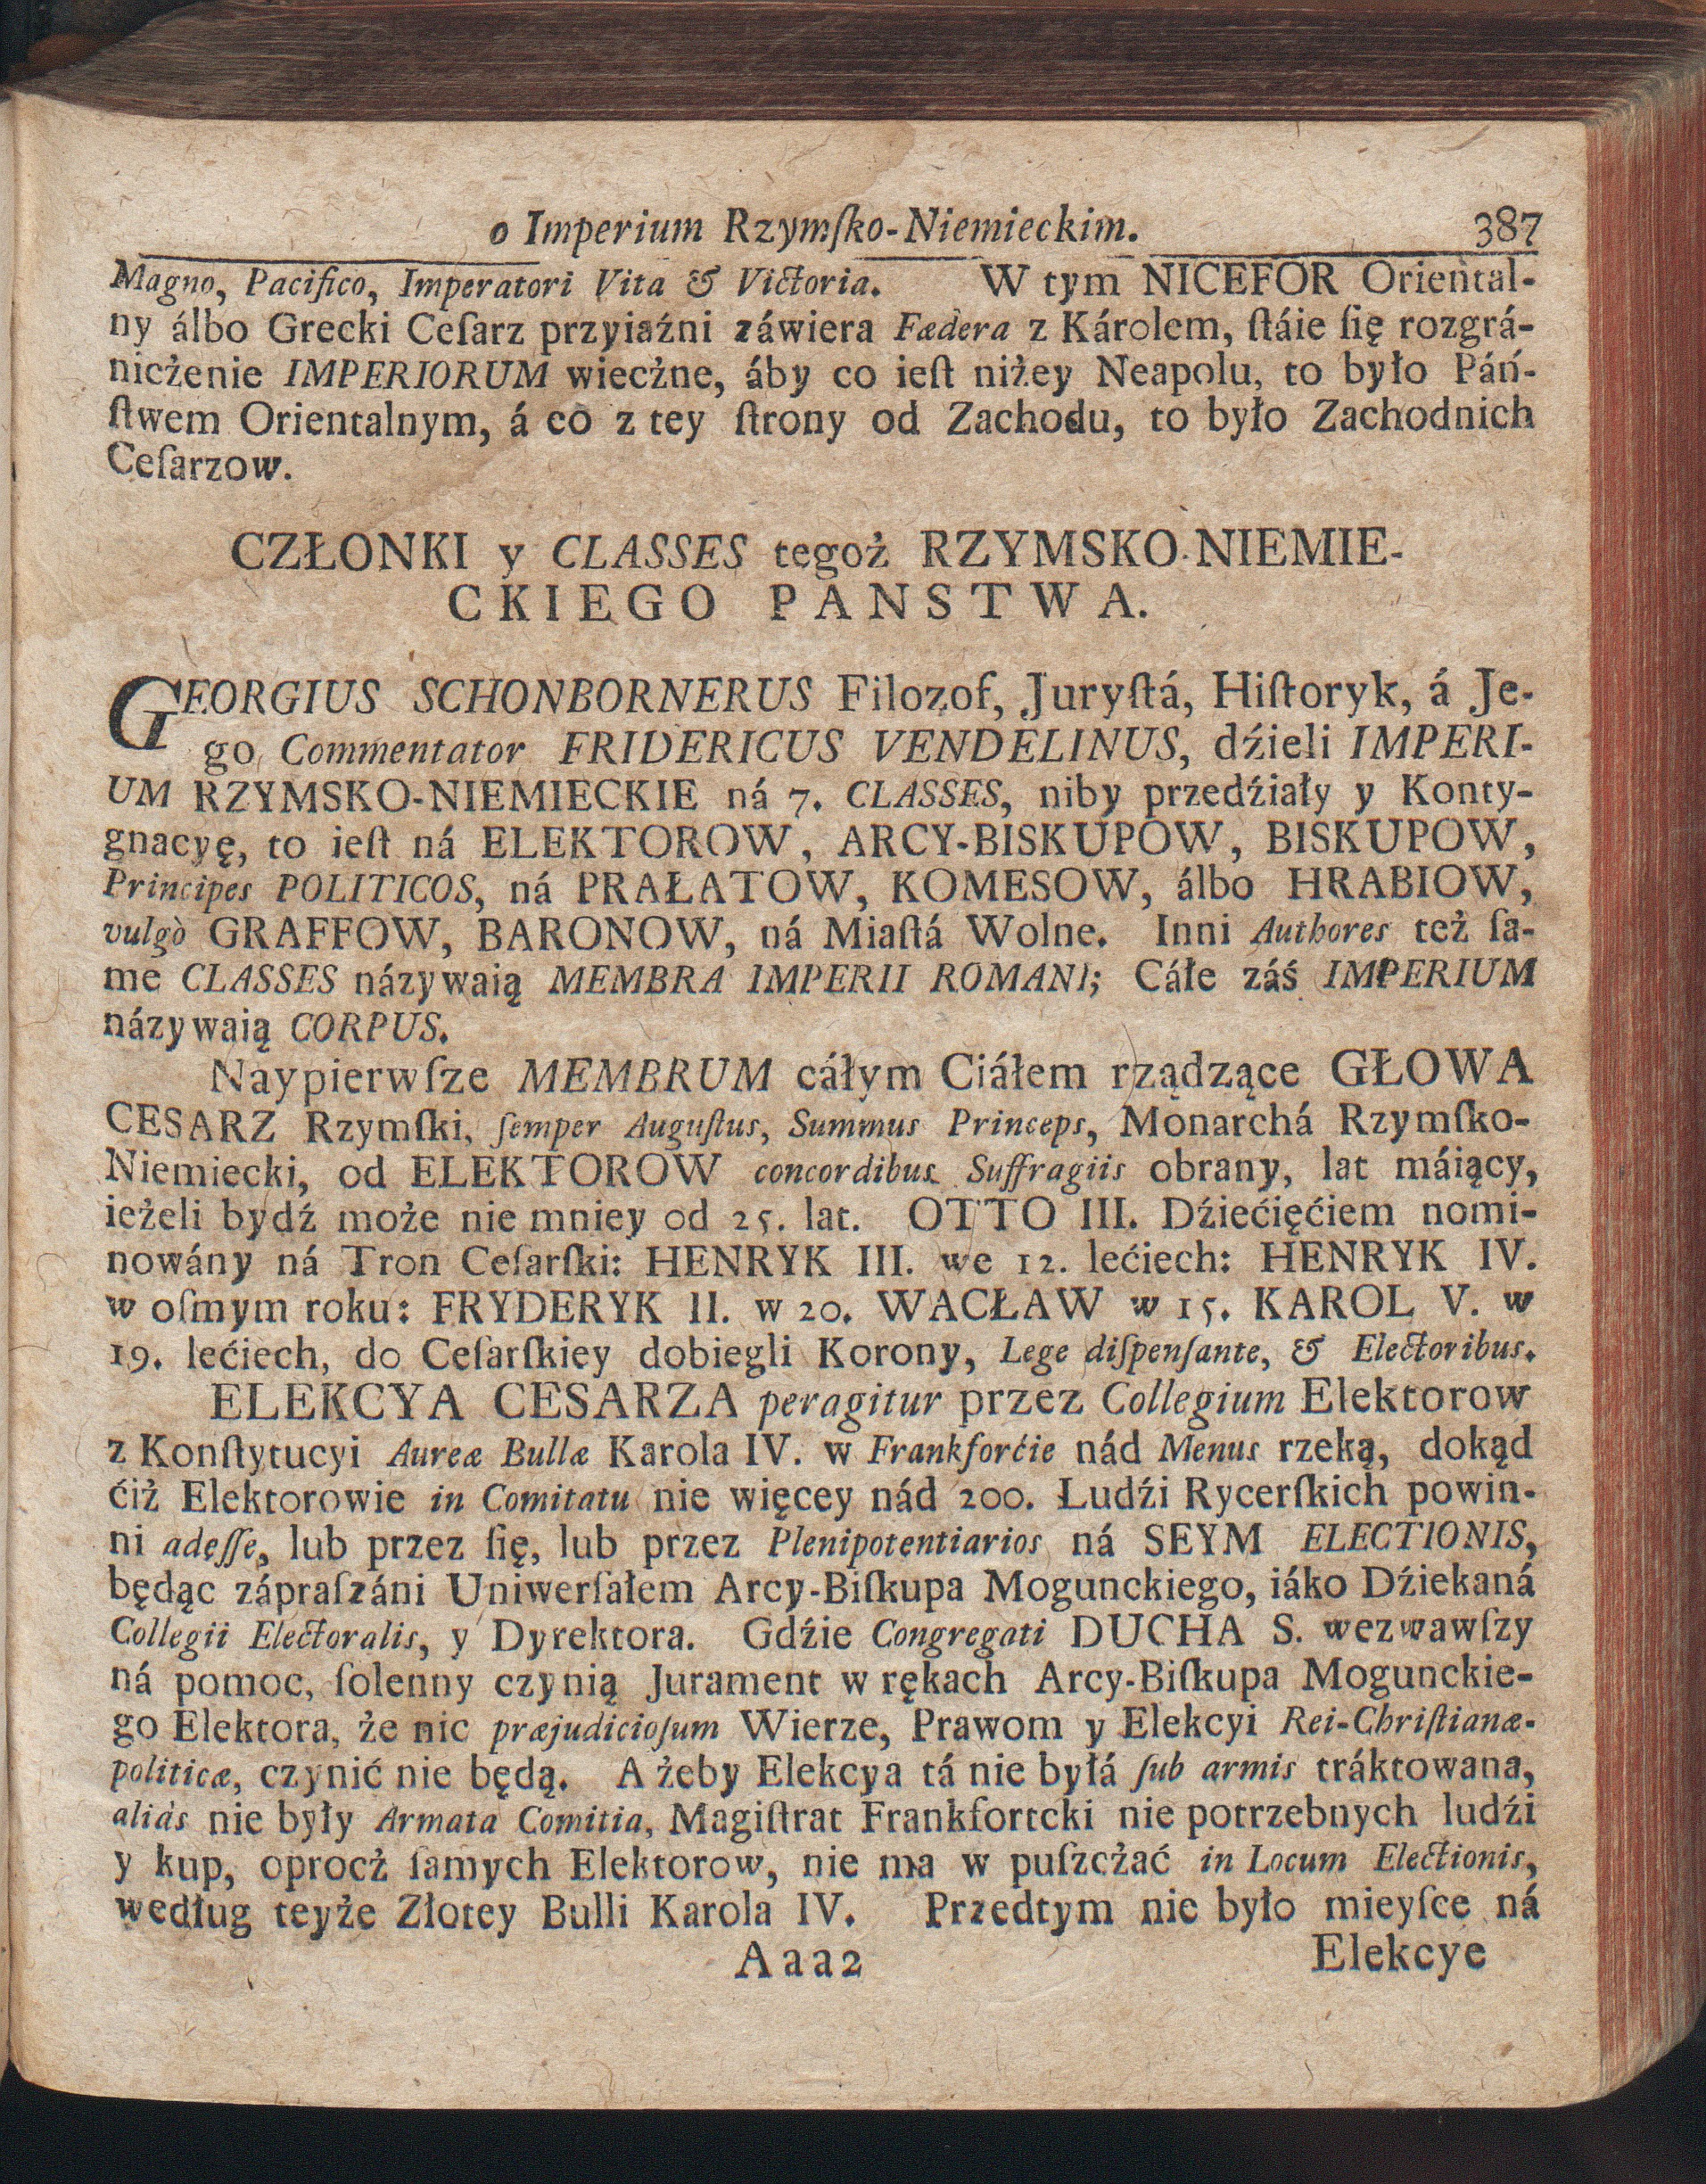 o Imperium Rzymſko-Niemieckim. 387
Magno, Pacifico, Imperatori Vita & Victoria. W tym NICEFOR Oriental-
ny álbo Grecki Ceſarz przyiaźni záwiera Fœdera z Károlem, ſtáie ſię rozgrá-
niczżenie IMPERIORUM wiecżne, áby co ieſt niżey Neapolu, to było Páń-
ſtwem Orientalnym, á co z tey ſtrony od Zachodu, to było Zachodnich
Ceſarzow.
CZŁONKI y CLASSES tegoż RZYMSKO-NIEMIE-
CKIEGO PANSTWA.
GEORGIUS SCHONBORNERUS Filozof, Juryſtá, Hiſtoryk, á Je-
go Commentator FRIDERICUS VENDELINUS, dźieli IMPERI-
UM RZYMSKO-NIEMIECKIE ná 7. CLASSES, niby przedźiały y Konty-
gnacyę, to ieſt ná ELEKTOROW, ARCY-BISKUPOW, BISKUPOW,
Principes POLITICOS, ná PRAŁATOW, KOMESOW, álbo HRABIOW,
vulgò GRAFFOW, BARONOW, ná Miaſtá Wolne. Inni Authores też ſa-
me CLASSES názywaią MEMBRA IMPERII ROMANI; Cáłe záś IMPERIUM
názywaią CORPUS.
Naypierwſze MEMBRUM cáłym Ciáłem rządzące GŁOWA
CESARZ Rzymſki, ſemper Auguſtus, Summus Princeps, Monarchá Rzymſko-
Niemiecki, od ELEKTOROW concordibus Suffragiis obrany, lat máiący,
ieżeli bydź może nie mniey od 25. lat. OTTO III. Dźiećięćiem nomi-
nowány ná Tron Ceſarſki: HENRYK III. we 12. lećiech: HENRYK IV.
w oſmym roku: FRYDERYK II. w 20. WACŁAW w 15. KAROL V. w
19. lećiech, do Ceſarſkiey dobiegli Korony, Lege diſpenſante, & Electoribus.
ELEKCYA CESARZA peragitur przez Collegium Elektorow
z Konſtytucyi Aureæ Bullæ Karola IV. w Frankforćie nád Menus rzeką, dokąd
ćiż Elektorowie in Comitatu nie więcey nád 200. Ludźi Rycerſkich powin-
ni adeſſe, lub przez ſię, lub przez Plenipotentiarios ná SEYM ELECTIONIS,
będąc zápraſzáni Uniwerſałem Arcy-Biſkupa Mogunckiego, iáko Dźiekaná
Collegii Electoralis, y Dyrektora. Gdźie Congregati DUCHA S. wezwawſzy
ná pomoc, ſolenny czynią Jurament w rękach Arcy-Biſkupa Mogunckie-
go Elektora, że nic præjudicioſum Wierze, Prawom y Elekcyi Rei-Chriſtianæ-
politicæ, czynić nie będą. A żeby Elekcya tá nie byłá ſub armis tráktowana,
aliàs nie były Armata Comitia, Magiſtrat Frankfortcki nie potrzebnych ludźi
y kup, oprocż ſamych Elektorow, nie ma w puſzcżać in Locum Electionis,
według teyże Złotey Bulli Karola IV. Przedtym nie było mieyſce ná
Aaa2 Elekcye